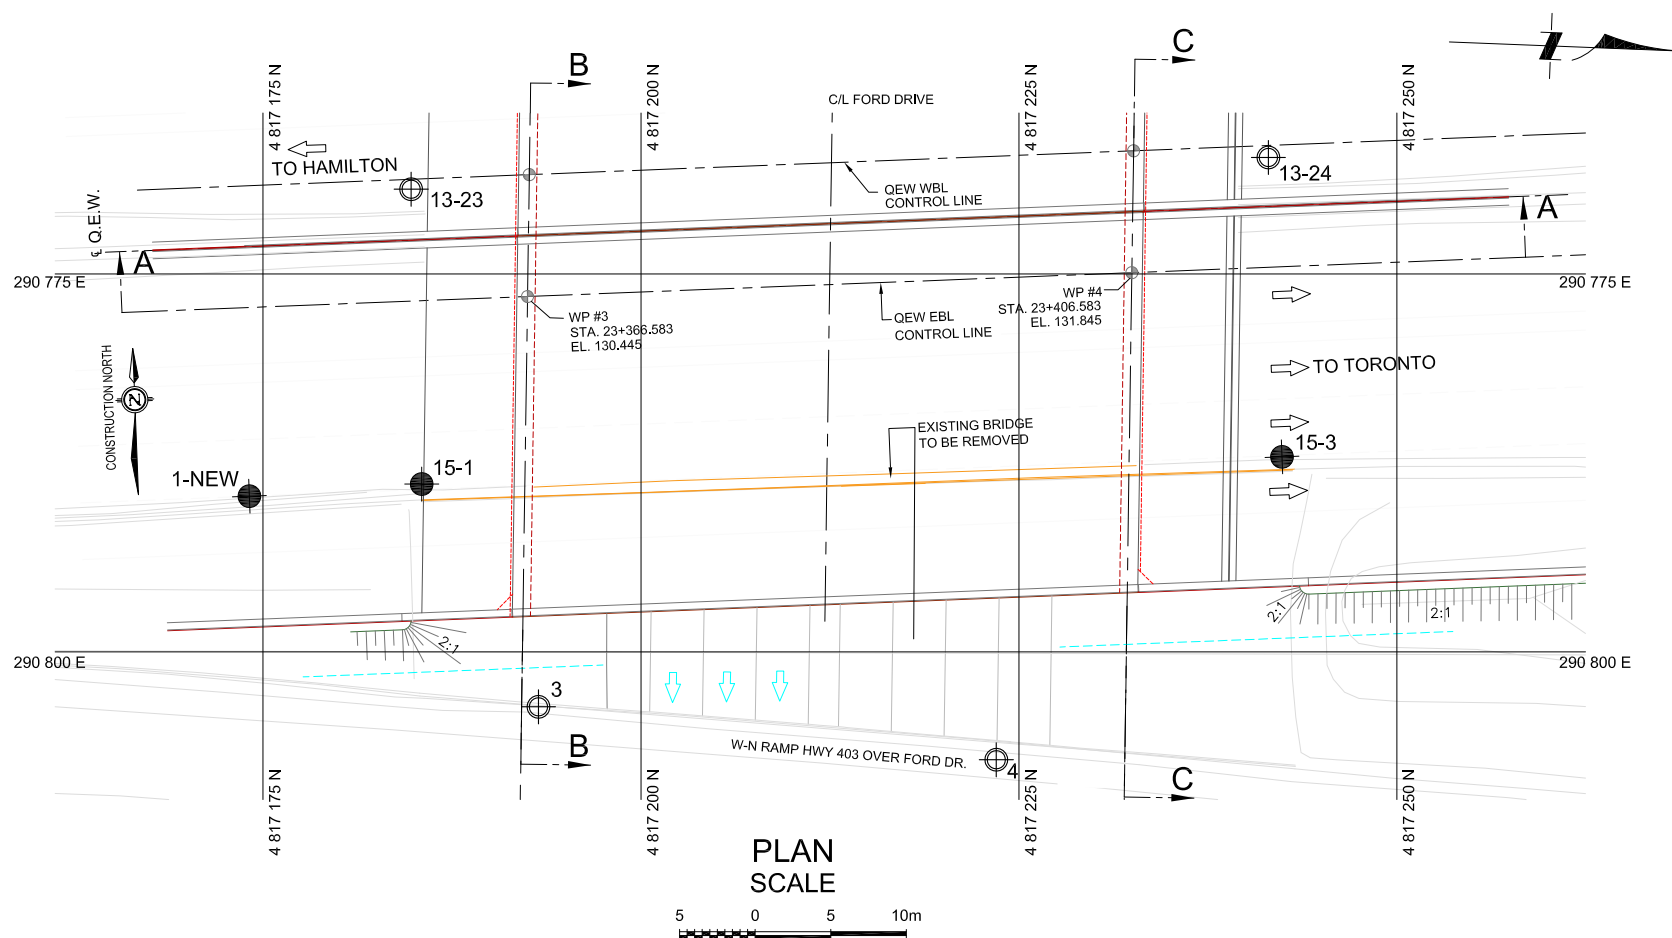 B
C
4 817 175 N
4 817 200 N
4 817 225 N
4 817 250 N
C/L FORD DRIVE
TO HAMILTON
13-23
13-24
QEW WBL
CONTROL LINE
℄ Q.E.W.
A
A
290 775 E
290 775 E
WP #3
STA. 23+366.583
EL. 130.445
WP #4
STA. 23+406.583
EL. 131.845
QEW EBL
CONTROL LINE
CONSTRUCTION NORTH
N
TO TORONTO
EXISTING BRIDGE
TO BE REMOVED
1-NEW
15-1
15-3
2:1
2:1
2:1
290 800 E
290 800 E
3
4
W-N RAMP HWY 403 OVER FORD DR.
B
C
4 817 175 N
4 817 200 N
4 817 225 N
4 817 250 N
PLAN
SCALE
5 0 5 10m